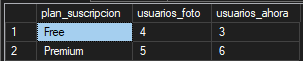 plan_suscripcion usuarios_foto usuarios_ahora
1 Free 4 3
2 Premium 5 6